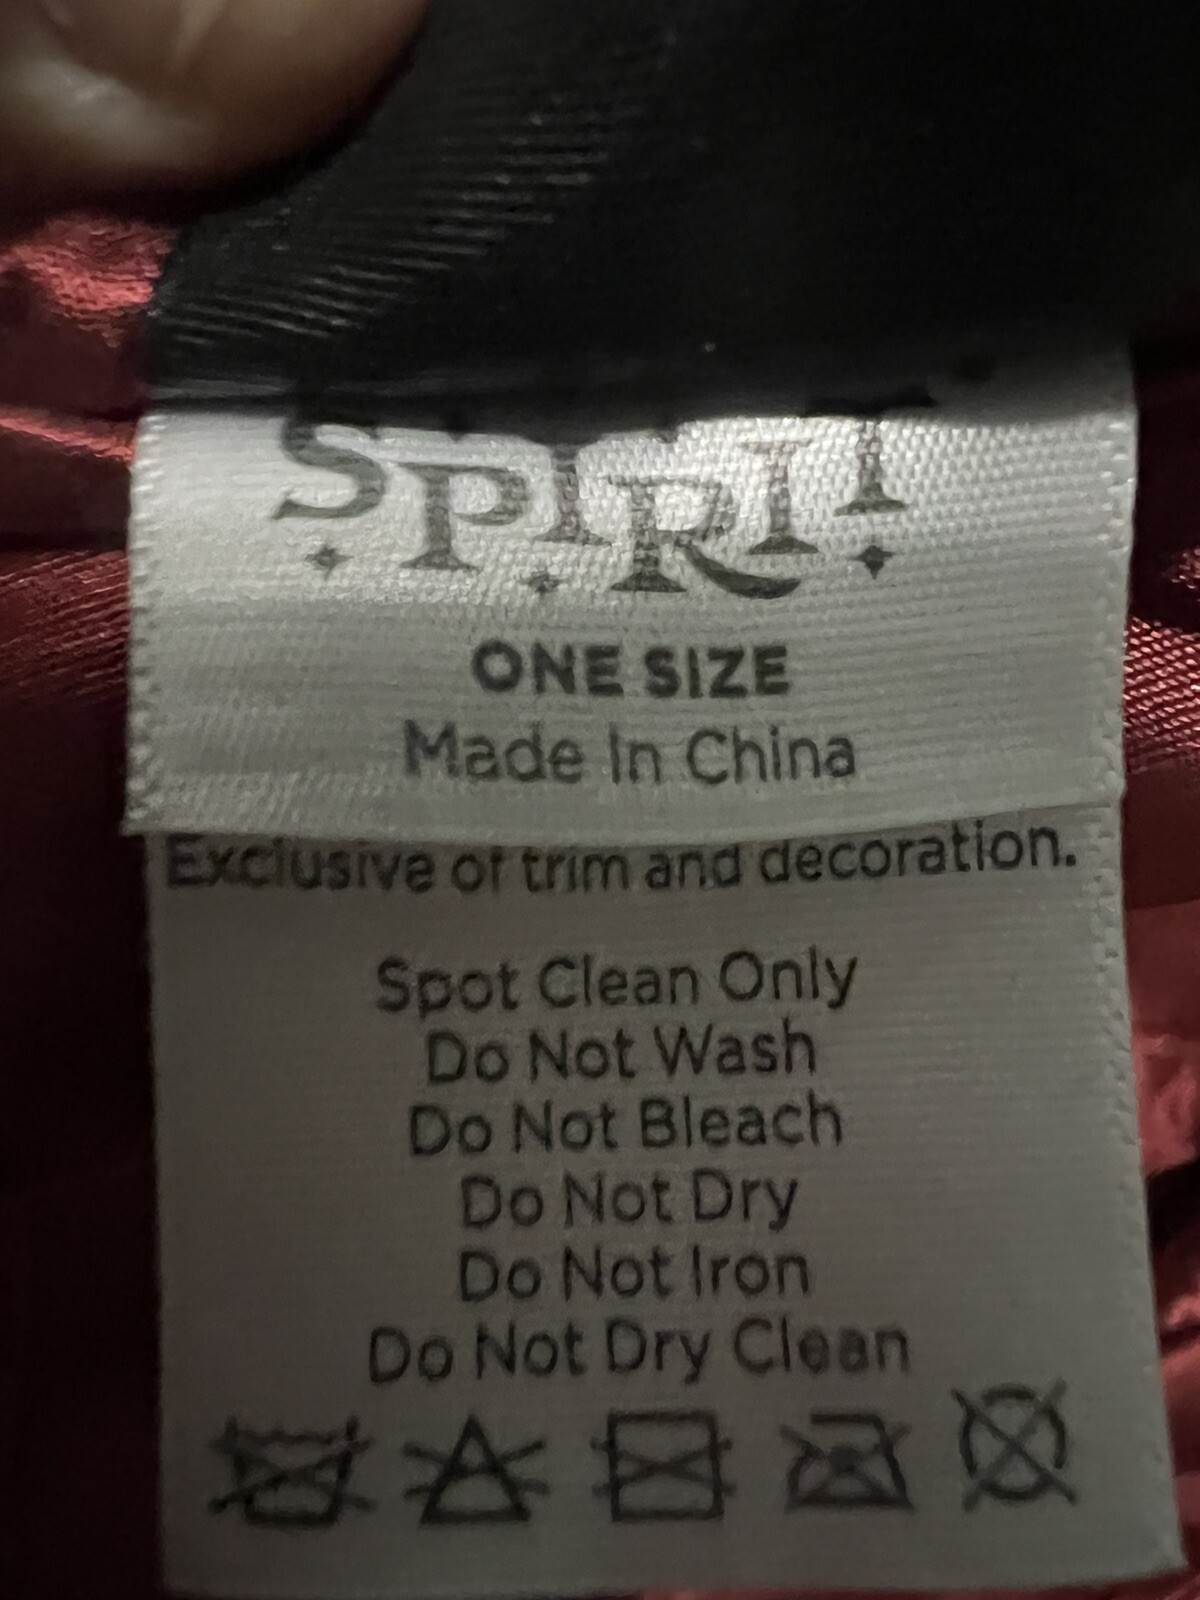 SPIRIT
ONE SIZE
Made In China
Exclusive of trim and decoration.
Spot Clean Only
Do Not Wash
Do Not Bleach
Do Not Dry
Do Not Iron
Do Not Dry Clean